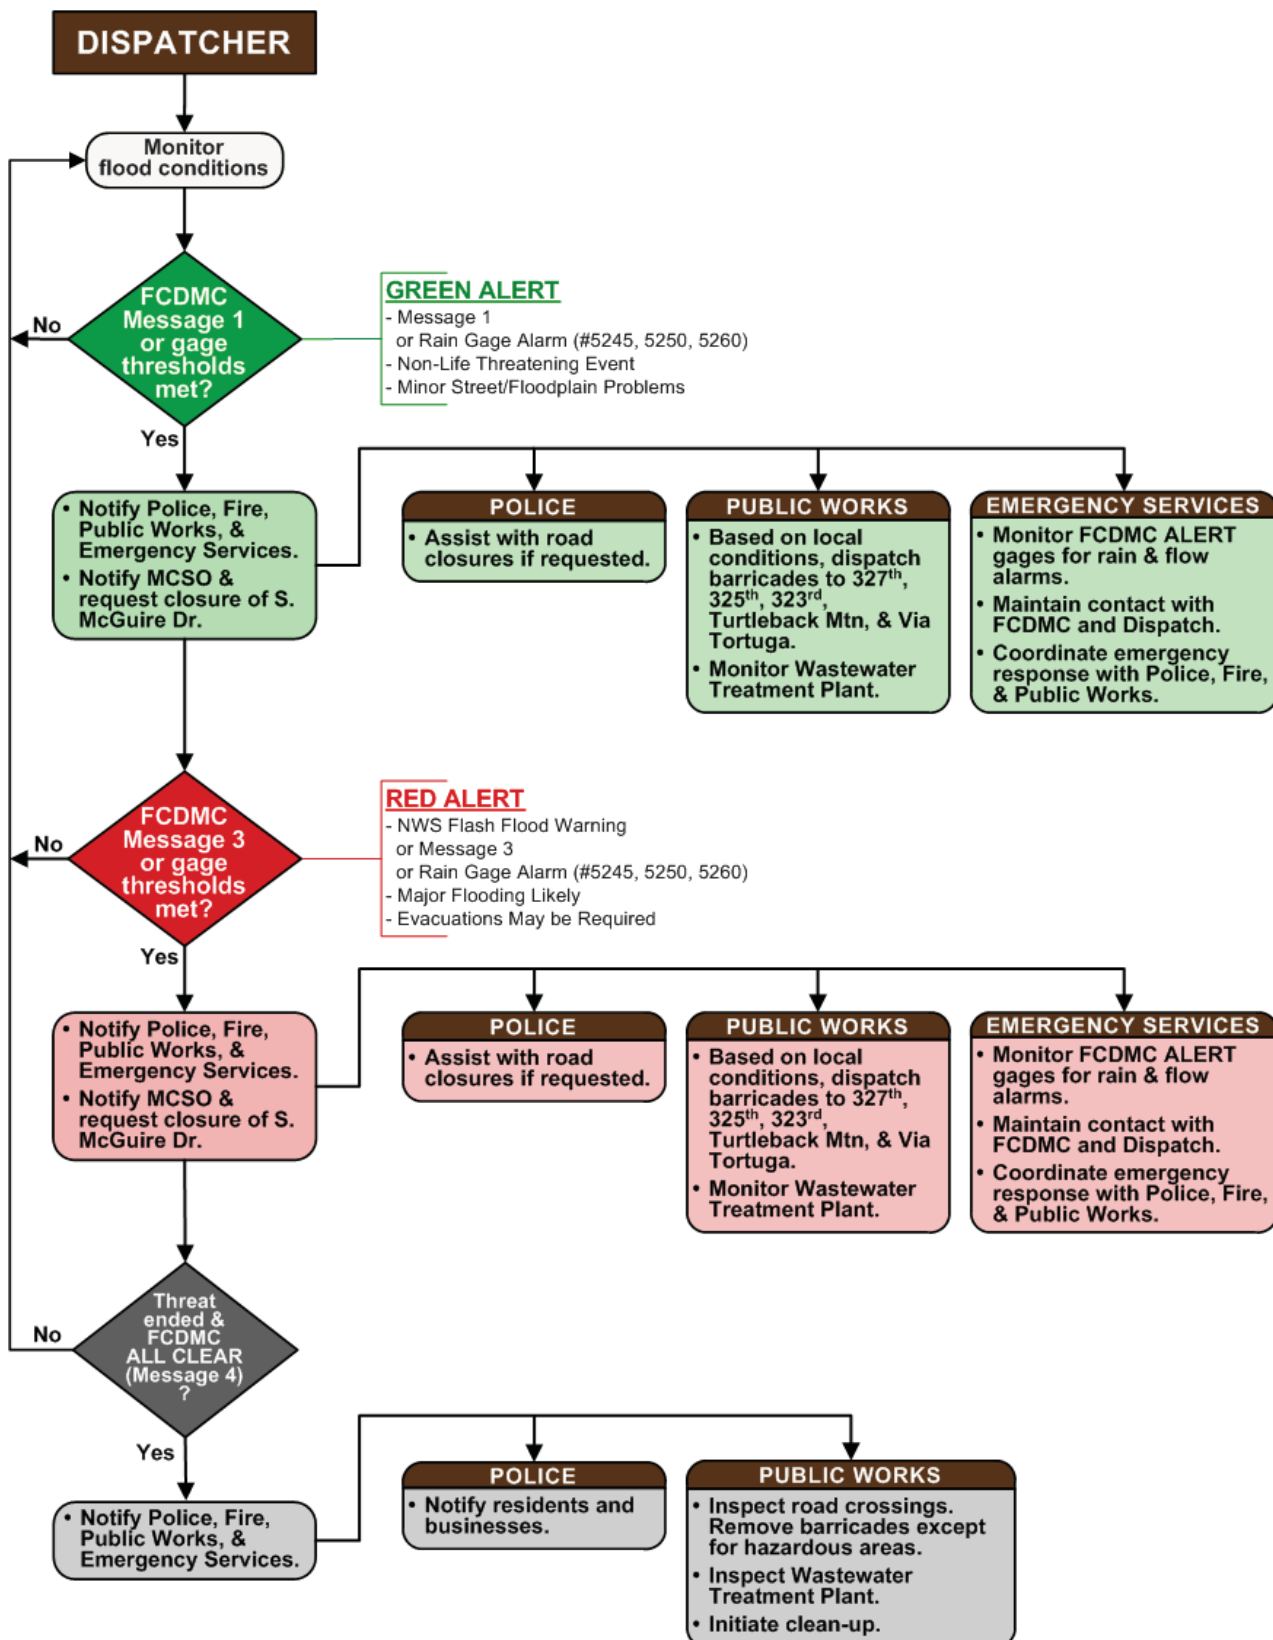 DISPATCHER
Monitor
flood conditions
FCDMC
Message 1
or gage
thresholds
met?
No
Yes
GREEN ALERT
- Message 1
or Rain Gage Alarm (#5245, 5250, 5260)
- Non-Life Threatening Event
- Minor Street/Floodplain Problems
• Notify Police, Fire,
Public Works, &
Emergency Services.
• Notify MCSO &
request closure of S.
McGuire Dr.
POLICE
• Assist with road
closures if requested.
PUBLIC WORKS
• Based on local
conditions, dispatch
barricades to 327th,
325th, 323rd,
Turtleback Mtn, & Via
Tortuga.
• Monitor Wastewater
Treatment Plant.
EMERGENCY SERVICES
• Monitor FCDMC ALERT
gages for rain & flow
alarms.
• Maintain contact with
FCDMC and Dispatch.
• Coordinate emergency
response with Police, Fire,
& Public Works.
FCDMC
Message 3
or gage
thresholds
met?
No
Yes
RED ALERT
- NWS Flash Flood Warning
or Message 3
or Rain Gage Alarm (#5245, 5250, 5260)
- Major Flooding Likely
- Evacuations May be Required
• Notify Police, Fire,
Public Works, &
Emergency Services.
• Notify MCSO &
request closure of S.
McGuire Dr.
POLICE
• Assist with road
closures if requested.
PUBLIC WORKS
• Based on local
conditions, dispatch
barricades to 327th,
325th, 323rd,
Turtleback Mtn, & Via
Tortuga.
• Monitor Wastewater
Treatment Plant.
EMERGENCY SERVICES
• Monitor FCDMC ALERT
gages for rain & flow
alarms.
• Maintain contact with
FCDMC and Dispatch.
• Coordinate emergency
response with Police, Fire,
& Public Works.
Threat
ended &
FCDMC
ALL CLEAR
(Message 4)
?
No
Yes
• Notify Police, Fire,
Public Works, &
Emergency Services.
POLICE
• Notify residents and
businesses.
PUBLIC WORKS
• Inspect road crossings.
Remove barricades except
for hazardous areas.
• Inspect Wastewater
Treatment Plant.
• Initiate clean-up.